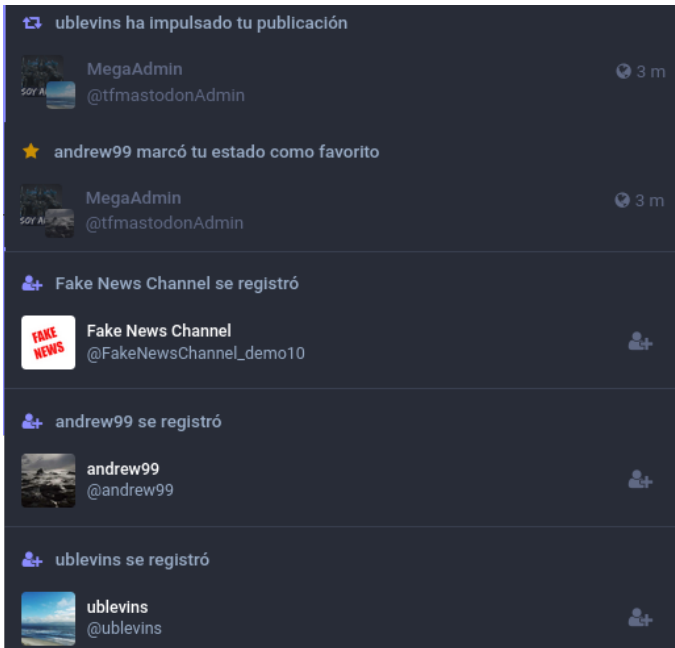 ublevins ha impulsado tu publicación
MegaAdmin
3 m
@tfmastodonAdmin
SOY
andrew99 marcó tu estado como favorito
MegaAdmin
3 m
@tfmastodonAdmin
SOY
Fake News Channel se registró
FAKE
NEWS
Fake News Channel
@FakeNewsChannel_demo10
andrew99 se registró
andrew99
@andrew99
ublevins se registró
ublevins
@ublevins